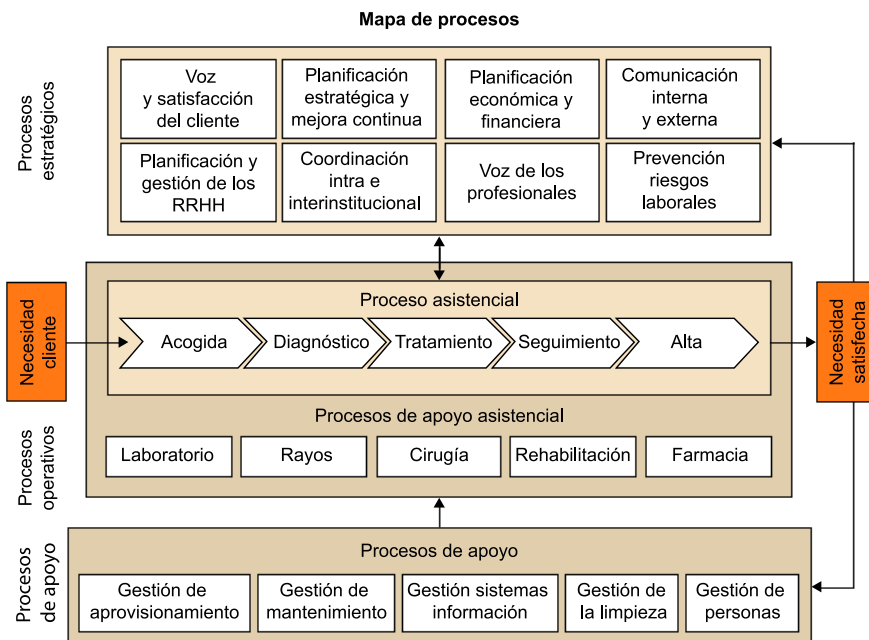 Mapa de procesos
Procesos
estratégicos
Voz
y satisfacción
del cliente
Planificación
estratégica y
mejora continua
Planificación
económica y
financiera
Comunicación
interna
y externa
Planificación y
gestión de los
RRHH
Coordinación
intra e
interinstitucional
Voz de los
profesionales
Prevención
riesgos
laborales
Necesidad
cliente
Proceso asistencial
Acogida
Diagnóstico
Tratamiento
Seguimiento
Alta
Necesidad
satisfecha
Procesos
operativos
Procesos de apoyo asistencial
Laboratorio
Rayos
Cirugía
Rehabilitación
Farmacia
Procesos
de apoyo
Procesos de apoyo
Gestión de
aprovisionamiento
Gestión de
mantenimiento
Gestión sistemas
información
Gestión de
la limpieza
Gestión de
personas